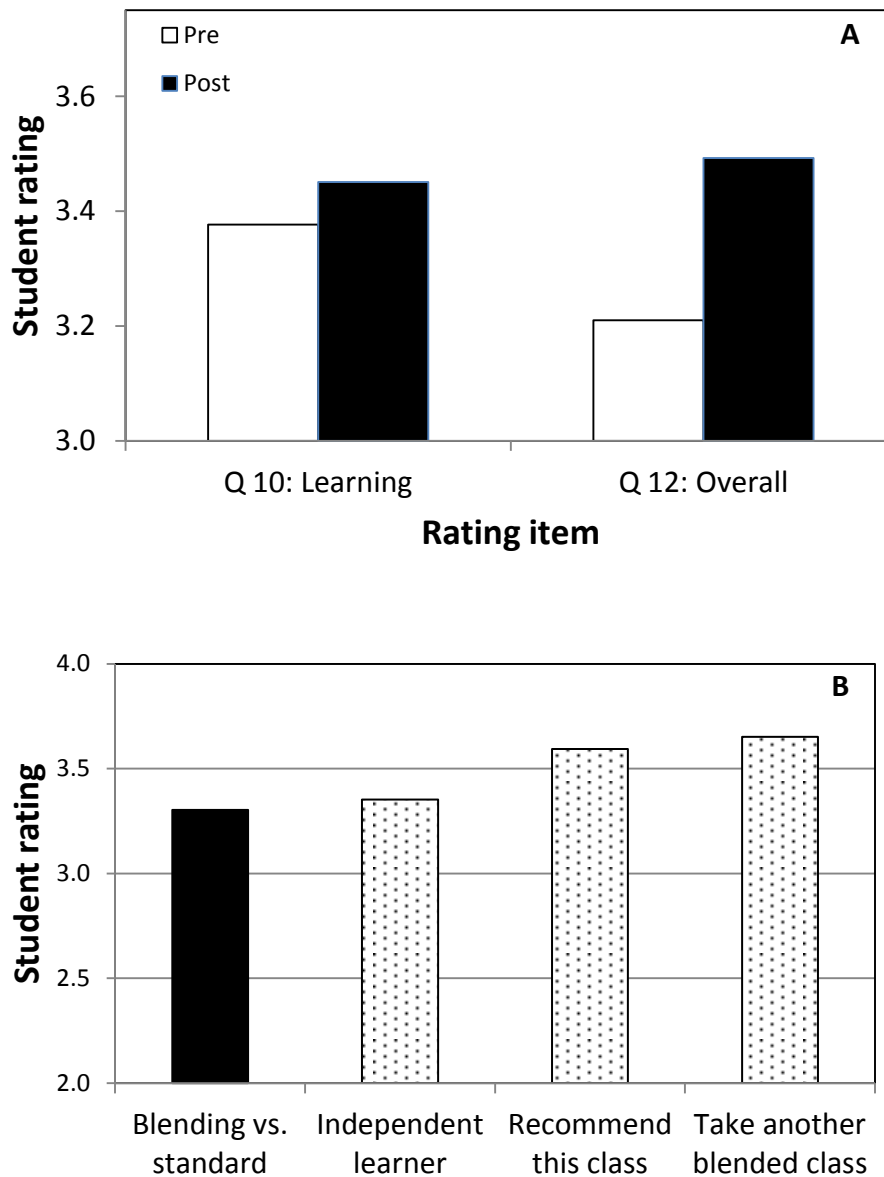 A
Pre
Post
3.6
3.4
3.2
3.0
Student rating
Q 10: Learning
Q 12: Overall
Rating item
B
4.0
3.5
3.0
2.5
2.0
Student rating
Blending vs.
standard
Independent
learner
Recommend
this class
Take another
blended class